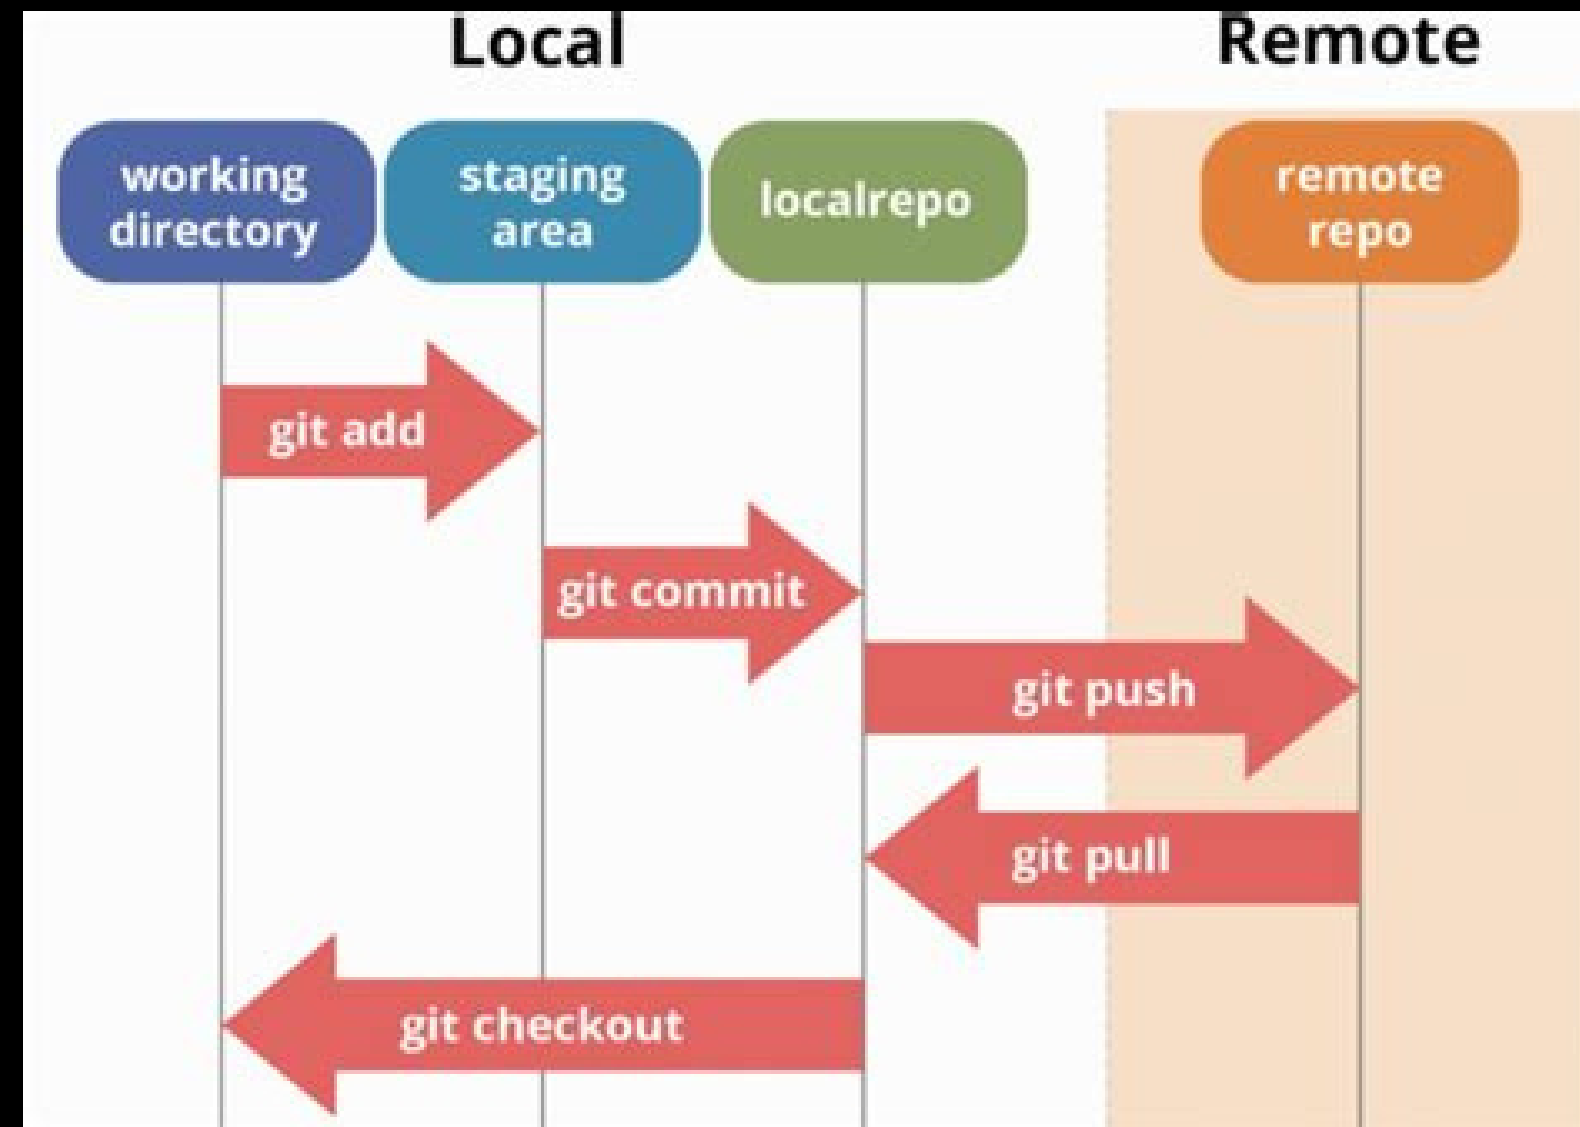 Local
Remote
working
directory
staging
area
localrepo
remote
repo
git add
git commit
git push
git pull
git checkout